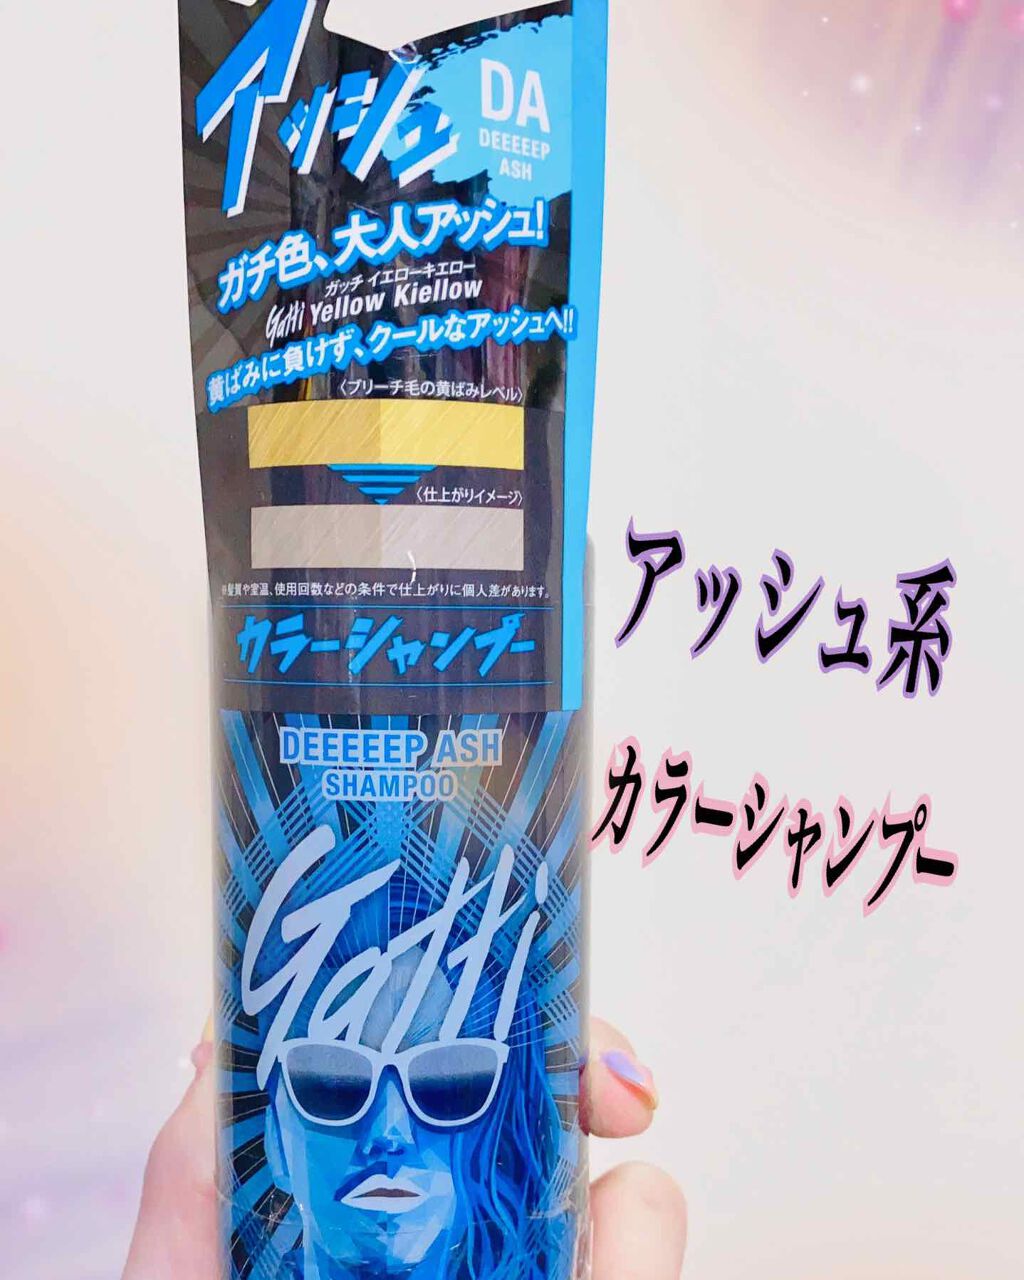 アッシュ
DA
DEEEEEP
ASH
ガチ色、大人アッシュ!
ガッチ イエローキエロー
Gatti Yellow Kiellow
黄ばみに負けず、クールなアッシュへ!!
〈ブリーチ毛の黄ばみレベル〉
〈仕上がりイメージ〉
※髪質や室温、使用回数などの条件で仕上がりに個人差があります。
カラーシャンプー
DEEEEEP ASH
SHAMPOO
Gatti
アッシュ系
カラーシャンプー